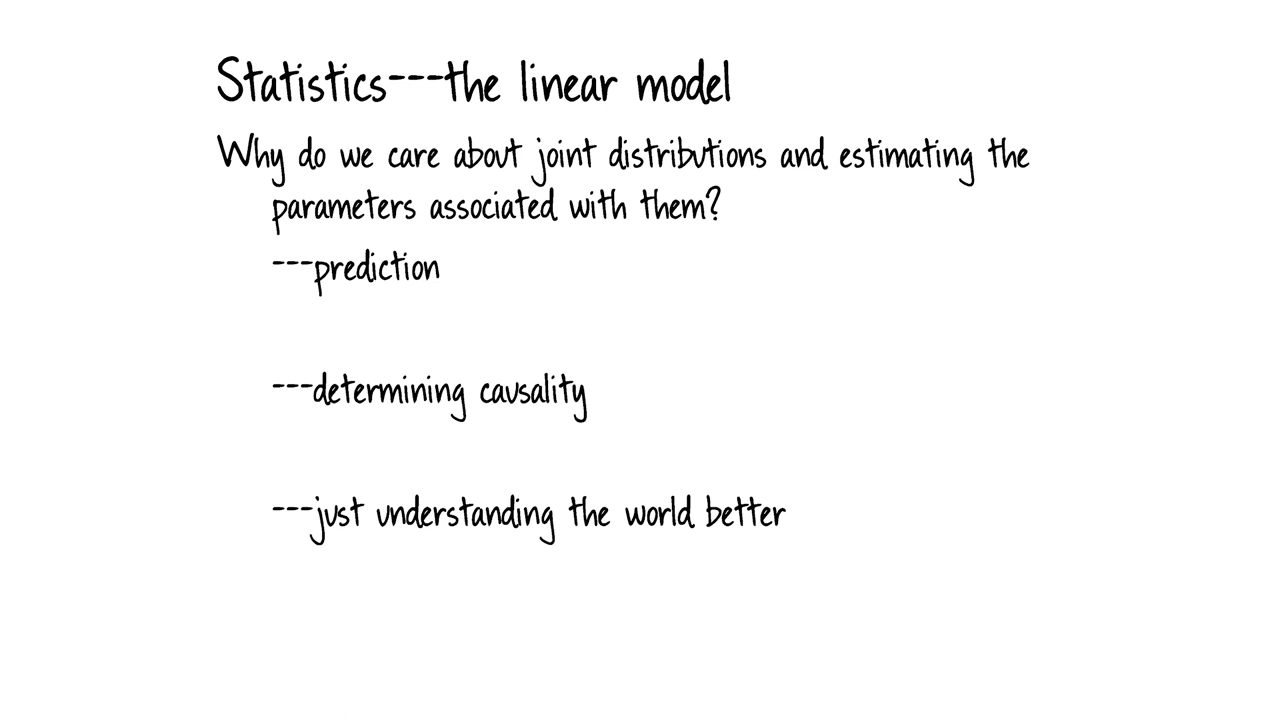 Statistics---the linear model
Why do we care about joint distributions and estimating the
parameters associated with them?
---prediction
---determining causality
---just understanding the world better